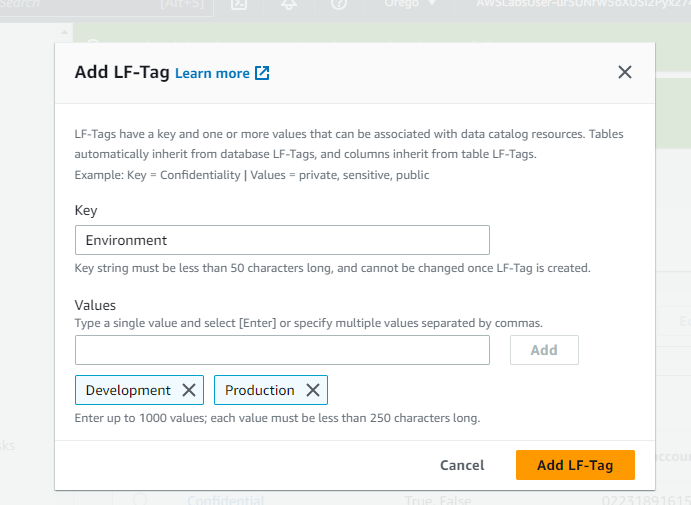 Search
[Alt+S]
Orego
Add LF-Tag Learn more
LF-Tags have a key and one or more values that can be associated with data catalog resources. Tables
automatically inherit from database LF-Tags, and columns inherit from table LF-Tags.
Example: Key = Confidentiality | Values = private, sensitive, public
Key
Environment
Key string must be less than 50 characters long, and cannot be changed once LF-Tag is created.
Values
Type a single value and select [Enter] or specify multiple values separated by commas.
Add
Development
Production
Enter up to 1000 values; each value must be less than 250 characters long.
sks
accoun
Cancel
Add LF-Tag
Confidential
True, False
02231891615